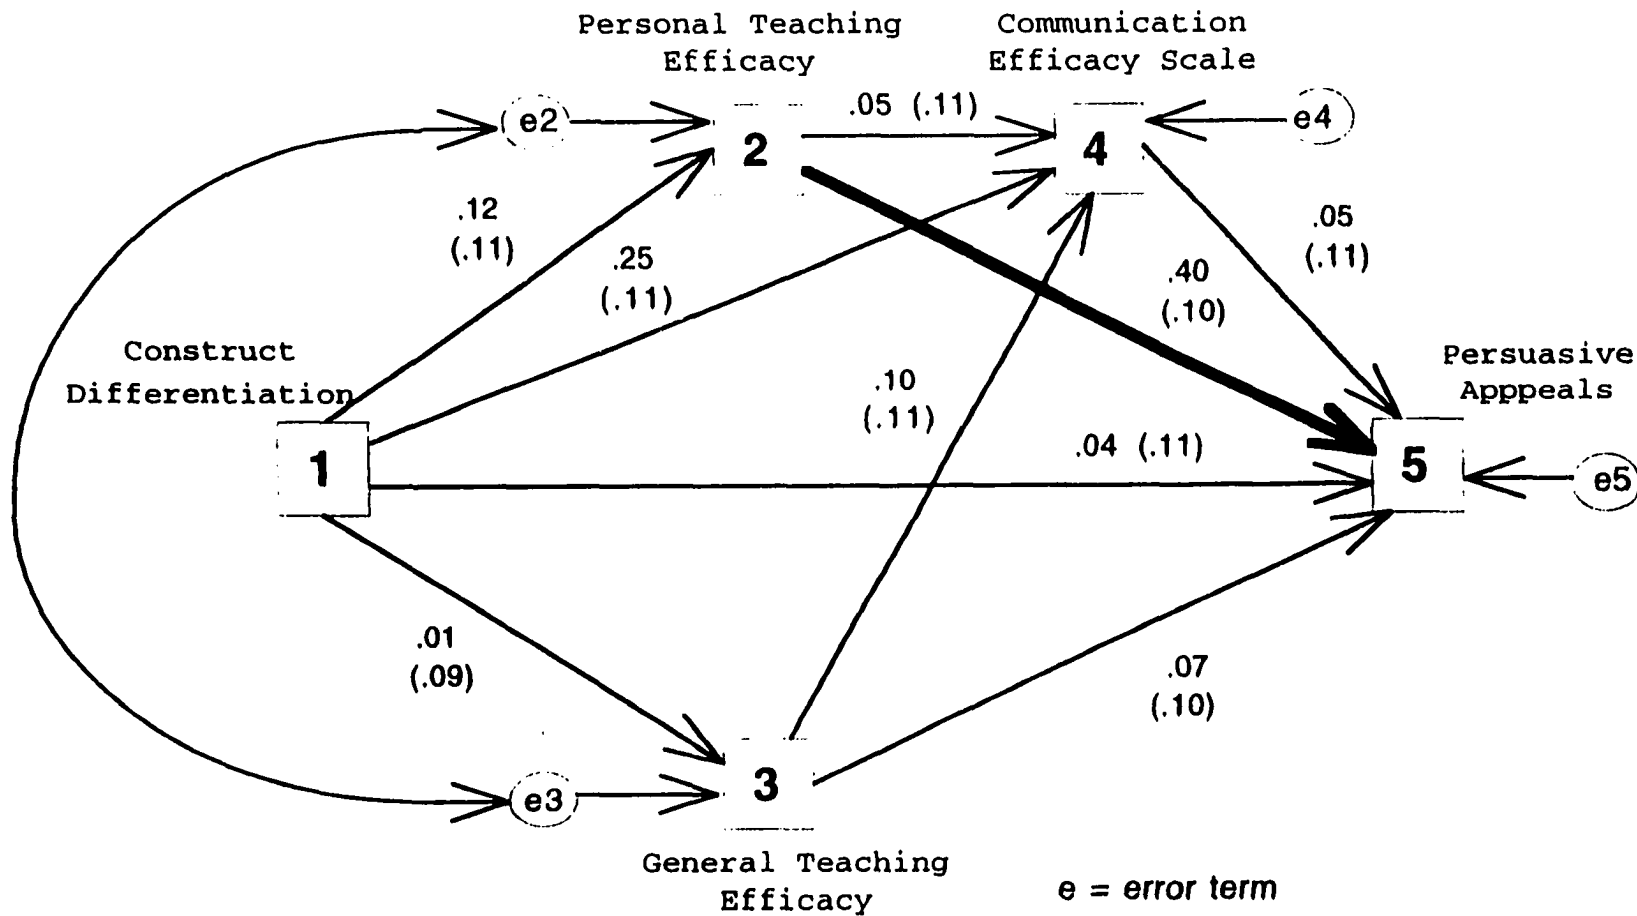 Personal Teaching
Efficacy
Communication
Efficacy Scale
.05 (.11)
e2
2
4
e4
.12
(.11)
.25
(.11)
.40
(.10)
.05
(.11)
Construct
Differentiation
.10
(.11)
Persuasive
Apppeals
.04 (.11)
1
5
e5
.01
(.09)
.07
(.10)
e3
3
General Teaching
Efficacy
e = error term